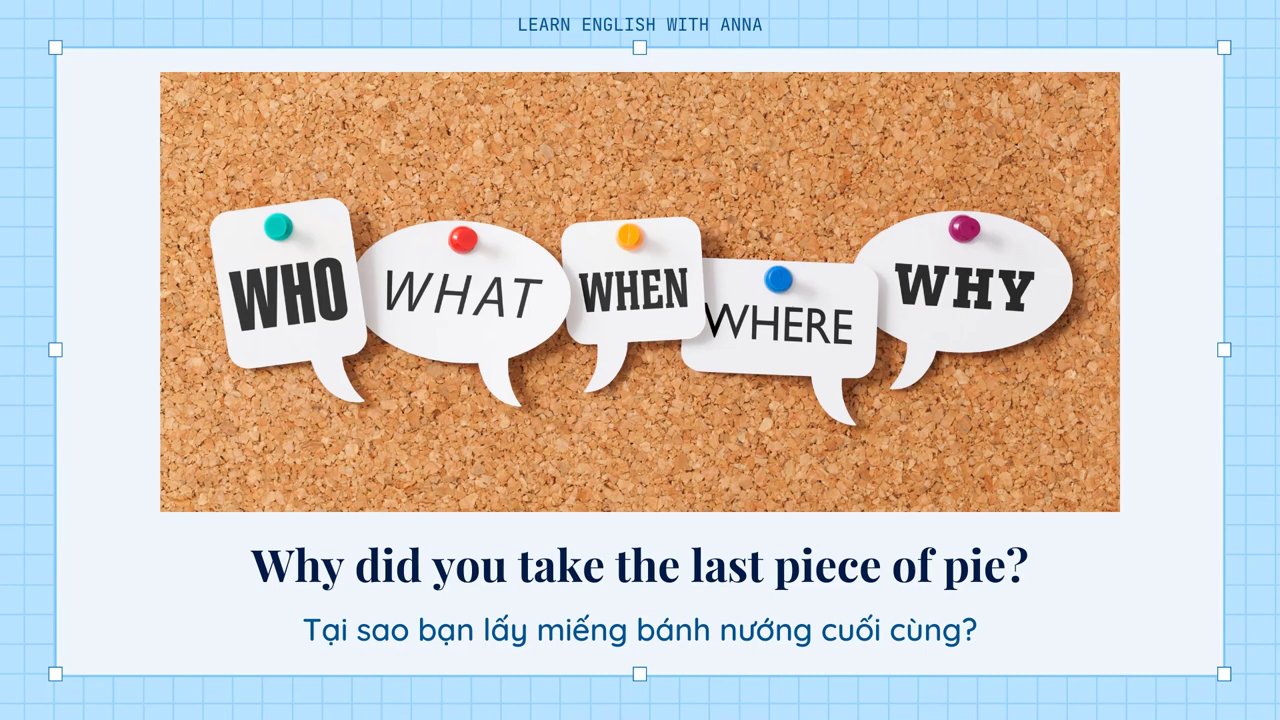 LEARN ENGLISH WITH ANNA
WHO
WHAT
WHEN
WHERE
WHY
Why did you take the last piece of pie?
Tại sao bạn lấy miếng bánh nướng cuối cùng?